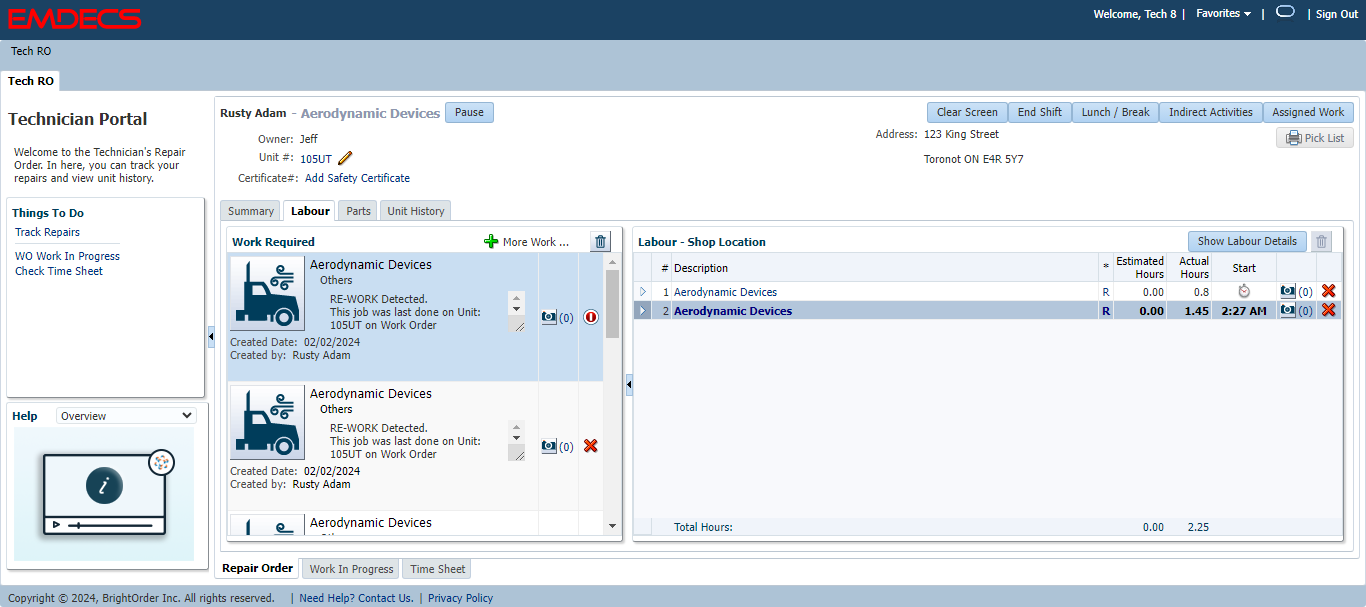 EMDECS
Welcome, Tech 8 | Favorites | | Sign Out
Tech RO
Tech RO
Technician Portal
Welcome to the Technician's Repair
Order. In here, you can track your
repairs and view unit history.
Things To Do
Track Repairs
WO Work In Progress
Check Time Sheet
Help Overview
i
Rusty Adam - Aerodynamic Devices Pause
Clear Screen End Shift Lunch / Break Indirect Activities Assigned Work
Owner: Jeff
Unit #: 105UT
Certificate#: Add Safety Certificate
Address: 123 King Street
Toronot ON E4R 5Y7
Pick List
Summary Labour Parts Unit History
Work Required More Work ...
Aerodynamic Devices
Others
RE-WORK Detected.
This job was last done on Unit:
105UT on Work Order
(0)
Created Date: 02/02/2024
Created by: Rusty Adam
Aerodynamic Devices
Others
RE-WORK Detected.
This job was last done on Unit:
105UT on Work Order
(0)
Created Date: 02/02/2024
Created by: Rusty Adam
Aerodynamic Devices
Others
Labour - Shop Location Show Labour Details
# Description * Estimated Hours Actual Hours Start
1 Aerodynamic Devices R 0.00 0.8 (0)
2 Aerodynamic Devices R 0.00 1.45 2:27 AM (0)
Total Hours: 0.00 2.25
Repair Order Work In Progress Time Sheet
Copyright © 2024, BrightOrder Inc. All rights reserved. | Need Help? Contact Us. | Privacy Policy